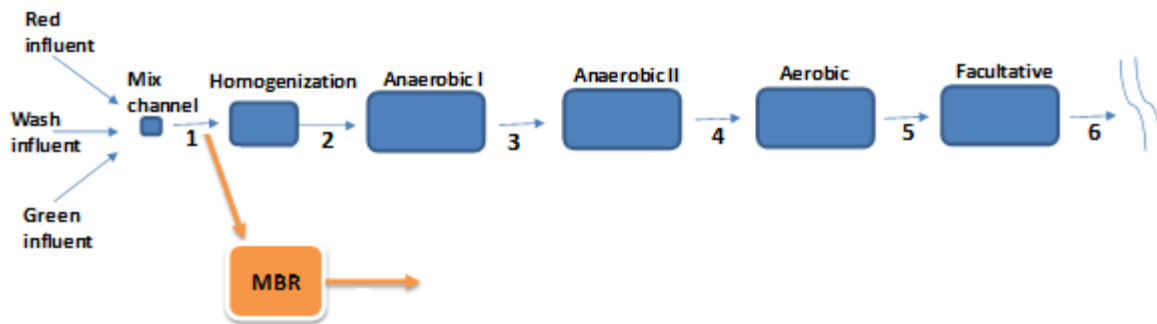 Red
influent
Mix
channel
Homogenization
Anaerobic I
Anaerobic II
Aerobic
Facultative
Wash
influent
1
2
3
4
5
6
Green
influent
MBR